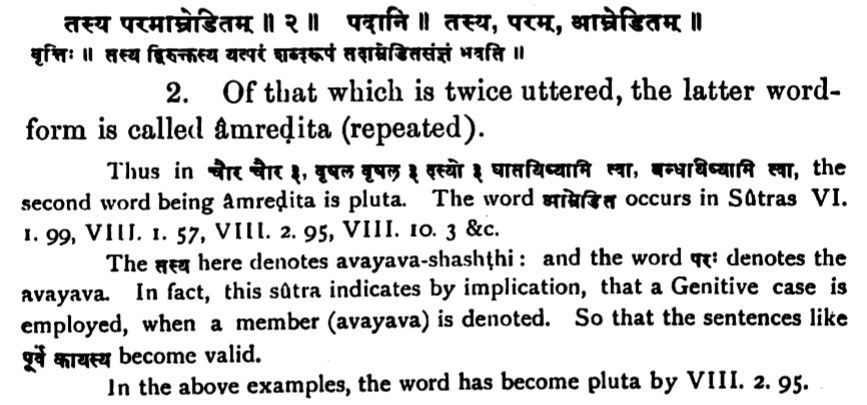 तस्य परमाम्रेडितम् ॥ २ ॥ पदानि ॥ तस्य, परम्, आम्रेडितम् ॥
वृत्तिः ॥ तस्य द्विरुक्तस्य यत्परं शब्दरूपं तदाम्रेडितसंज्ञं भवति ॥
2. Of that which is twice uttered, the latter word-
form is called âmreḍita (repeated).
Thus in चौर चौर ३, वृषल वृषल ३ दस्यो ३ घातयिष्यामि त्वा, बन्धयिष्यामि त्वा, the
second word being âmreḍita is pluta. The word आम्रेडित occurs in Sûtras VI.
1. 99, VIII. 1. 57, VIII. 2. 95, VIII. 10. 3 &c.
The तस्य here denotes avayava-shashṭhi : and the word परः denotes the
avayava. In fact, this sûtra indicates by implication, that a Genitive case is
employed, when a member (avayava) is denoted. So that the sentences like
पूर्वं कायस्य become valid.
In the above examples, the word has become pluta by VIII. 2. 95.